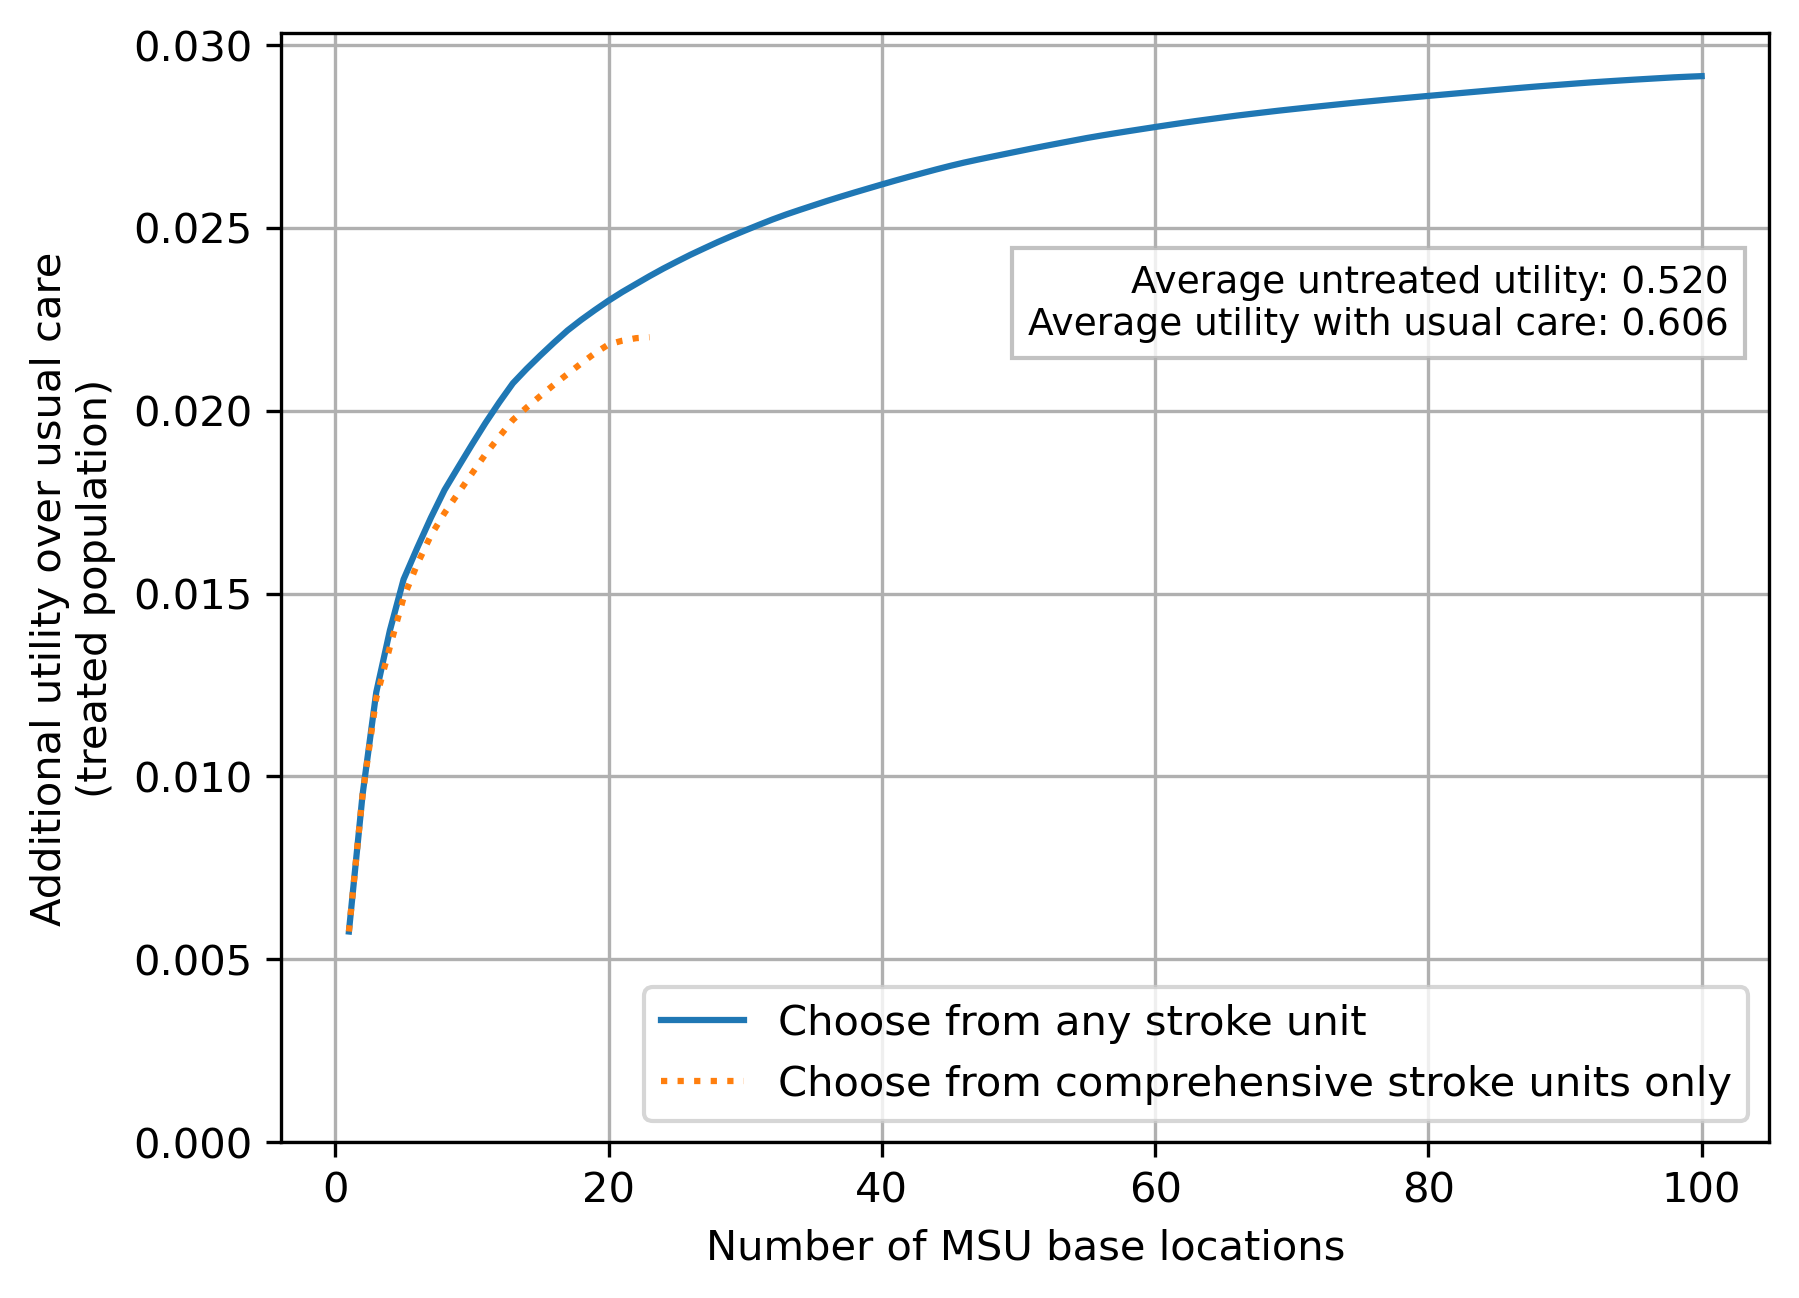 0.030
0.025
0.020
0.015
0.010
0.005
0.000
Additional utility over usual care
(treated population)
Average untreated utility: 0.520
Average utility with usual care: 0.606
Choose from any stroke unit
Choose from comprehensive stroke units only
0 20 40 60 80 100
Number of MSU base locations